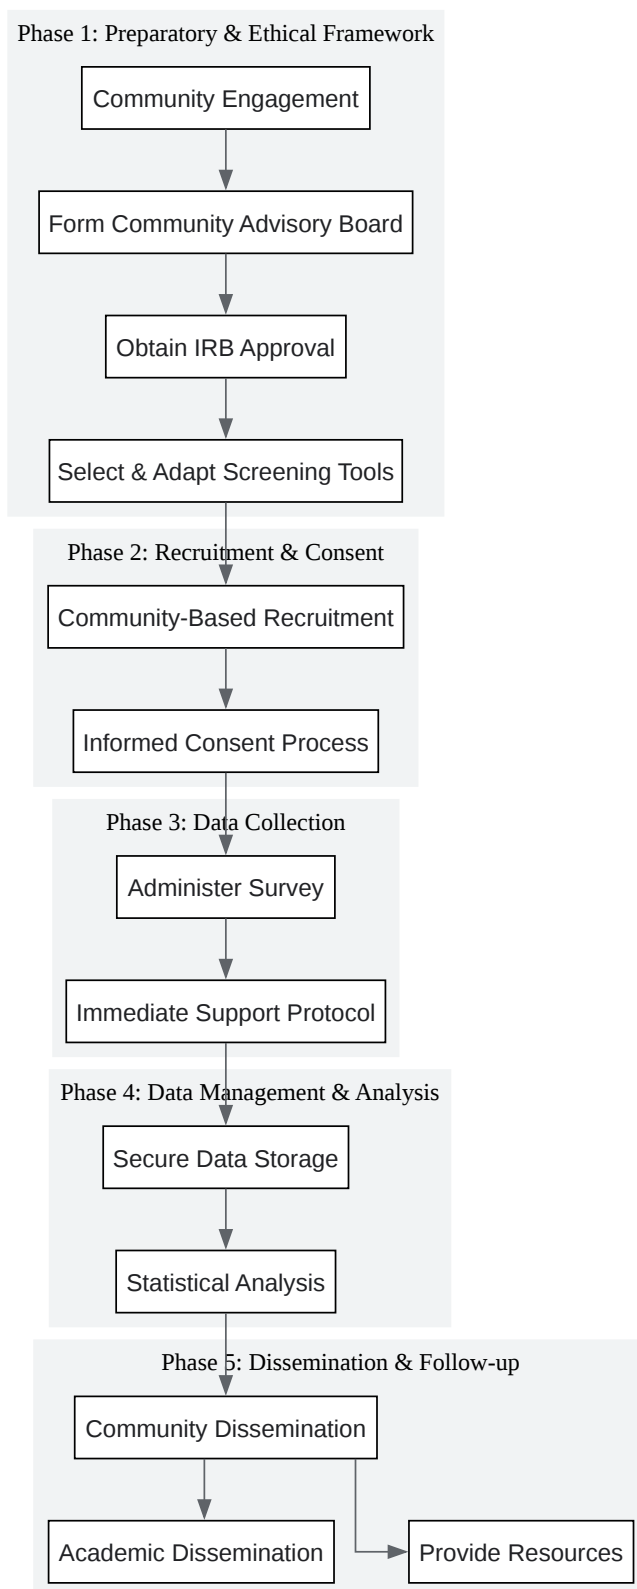 Phase 1: Preparatory & Ethical Framework
Community Engagement
Form Community Advisory Board
Obtain IRB Approval
Select & Adapt Screening Tools
Phase 2: Recruitment & Consent
Community-Based Recruitment
Informed Consent Process
Phase 3: Data Collection
Administer Survey
Immediate Support Protocol
Phase 4: Data Management & Analysis
Secure Data Storage
Statistical Analysis
Phase 5: Dissemination & Follow-up
Community Dissemination
Academic Dissemination
Provide Resources